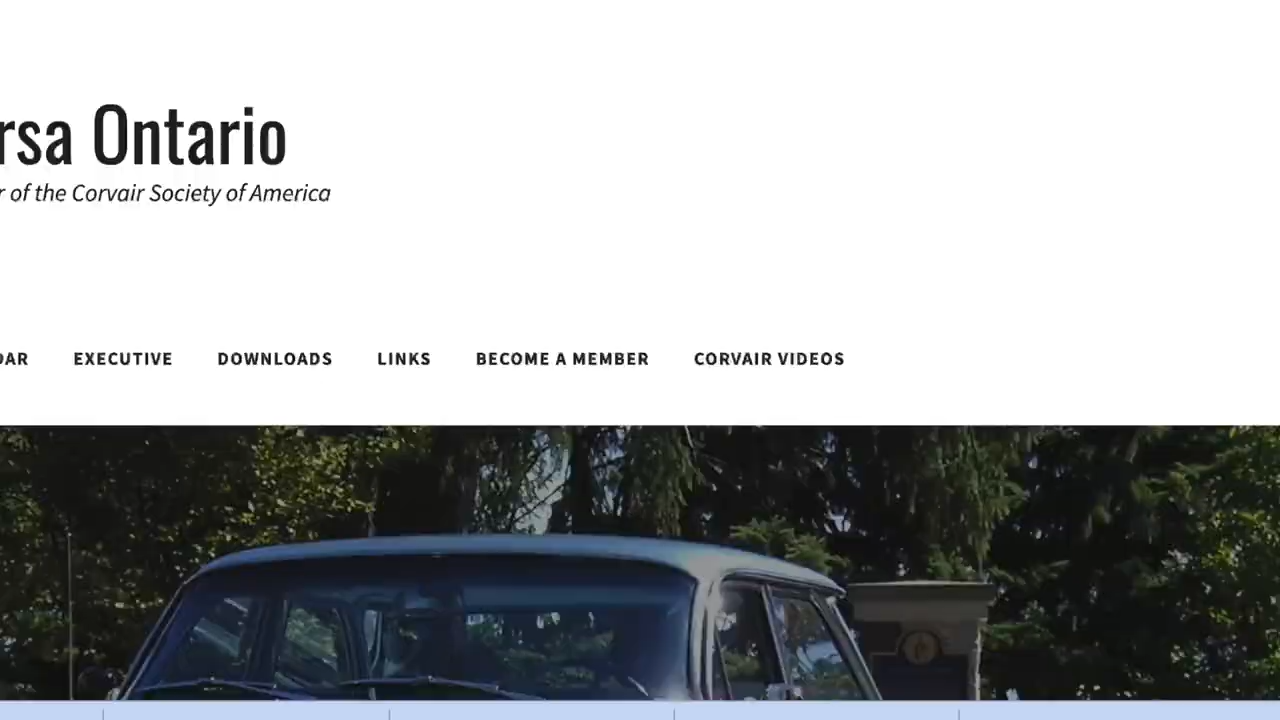 rsa Ontario
r of the Corvair Society of America
DAR EXECUTIVE DOWNLOADS LINKS BECOME A MEMBER CORVAIR VIDEOS